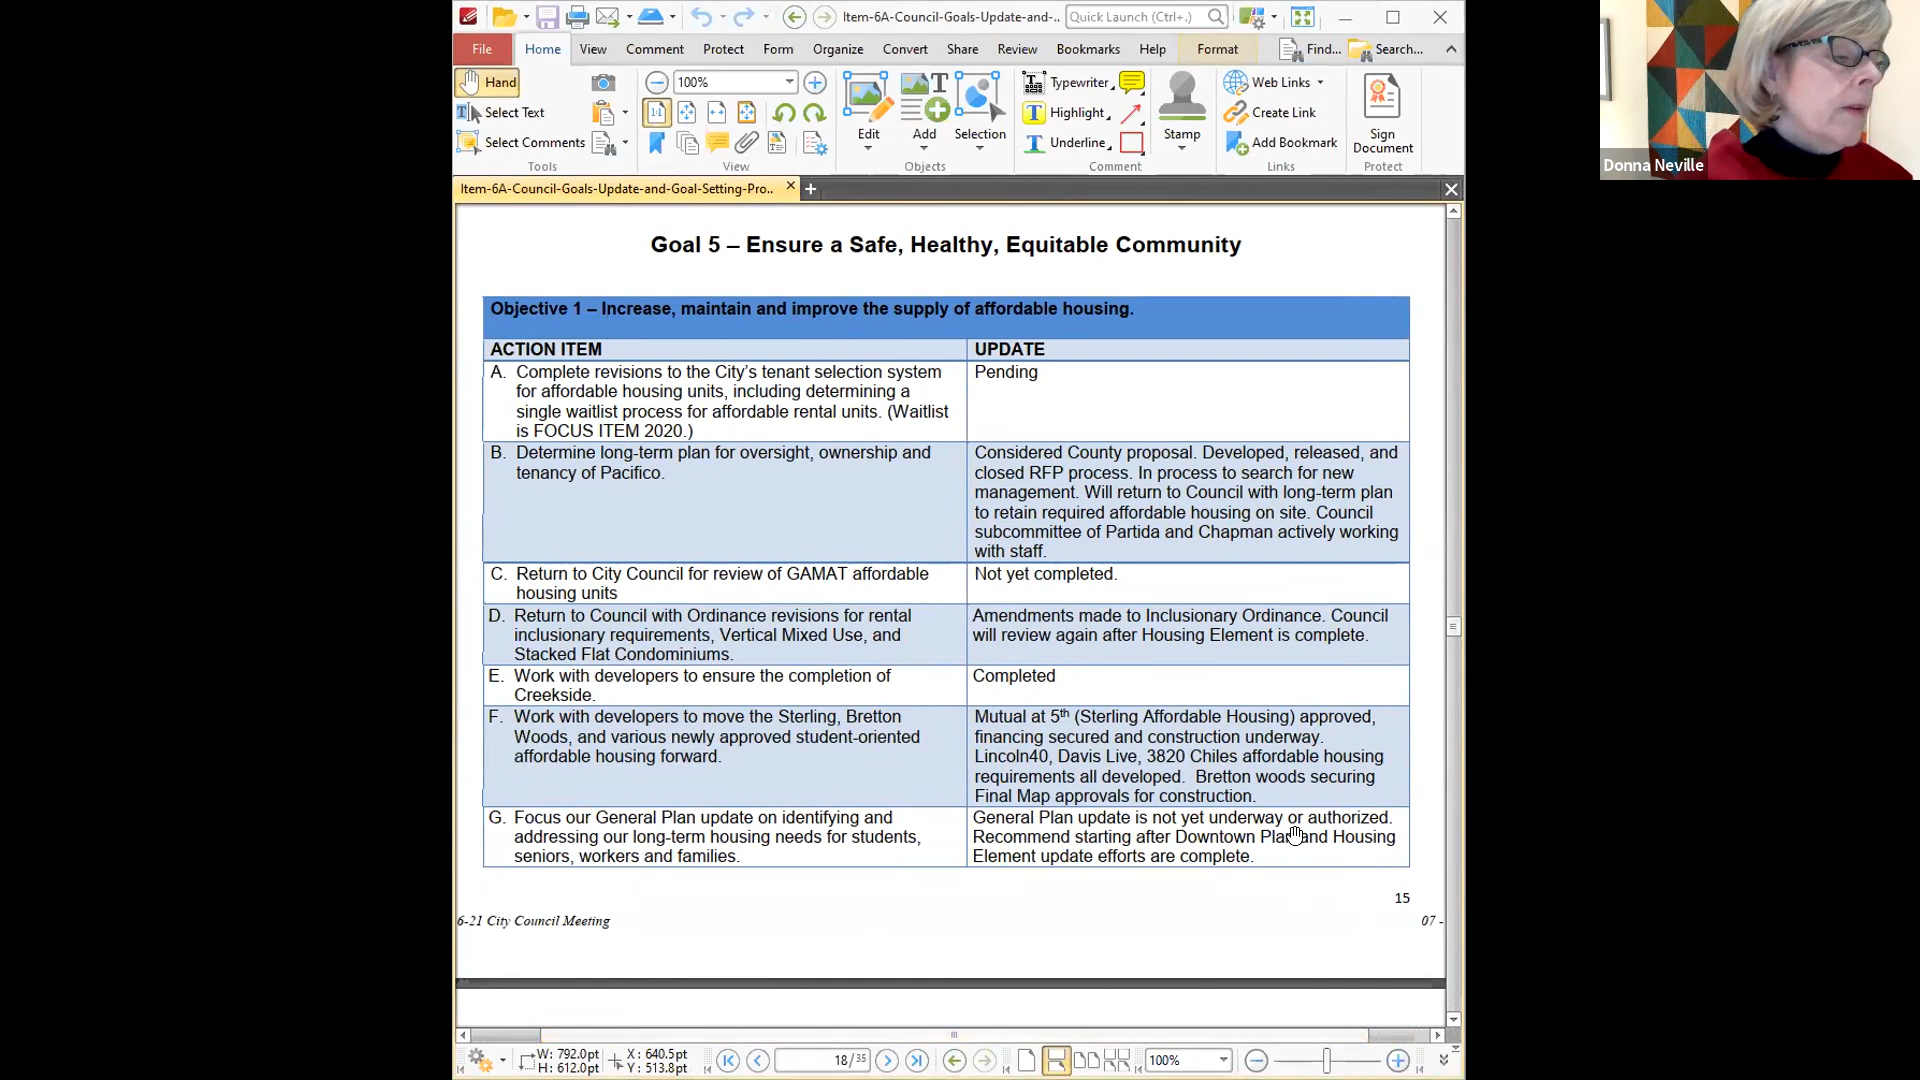 Item-6A-Council-Goals-Update-and-..
Quick Launch (Ctrl+.)
File
Home
View
Comment
Protect
Form
Organize
Convert
Share
Review
Bookmarks
Help
Format
Find...
Search...
Hand
Select Text
Select Comments
Tools
100%
View
Edit
Add
Selection
Objects
Typewriter
Highlight
Underline
Comment
Stamp
Web Links
Create Link
Add Bookmark
Links
Sign
Document
Protect
Donna Neville
Item-6A-Council-Goals-Update-and-Goal-Setting-Pro..
Goal 5 – Ensure a Safe, Healthy, Equitable Community
Objective 1 – Increase, maintain and improve the supply of affordable housing.
ACTION ITEM
UPDATE
A. Complete revisions to the City's tenant selection system
for affordable housing units, including determining a
single waitlist process for affordable rental units. (Waitlist
is FOCUS ITEM 2020.)
Pending
B. Determine long-term plan for oversight, ownership and
tenancy of Pacifico.
Considered County proposal. Developed, released, and
closed RFP process. In process to search for new
management. Will return to Council with long-term plan
to retain required affordable housing on site. Council
subcommittee of Partida and Chapman actively working
with staff.
C. Return to City Council for review of GAMAT affordable
housing units
Not yet completed.
D. Return to Council with Ordinance revisions for rental
inclusionary requirements, Vertical Mixed Use, and
Stacked Flat Condominiums.
Amendments made to Inclusionary Ordinance. Council
will review again after Housing Element is complete.
E. Work with developers to ensure the completion of
Creekside.
Completed
F. Work with developers to move the Sterling, Bretton
Woods, and various newly approved student-oriented
affordable housing forward.
Mutual at 5th (Sterling Affordable Housing) approved,
financing secured and construction underway.
Lincoln40, Davis Live, 3820 Chiles affordable housing
requirements all developed. Bretton woods securing
Final Map approvals for construction.
G. Focus our General Plan update on identifying and
addressing our long-term housing needs for students,
seniors, workers and families.
General Plan update is not yet underway or authorized.
Recommend starting after Downtown Plan and Housing
Element update efforts are complete.
15
6-21 City Council Meeting
07 -
W: 792.0pt
H: 612.0pt
X: 640.5pt
Y: 513.8pt
18/35
100%